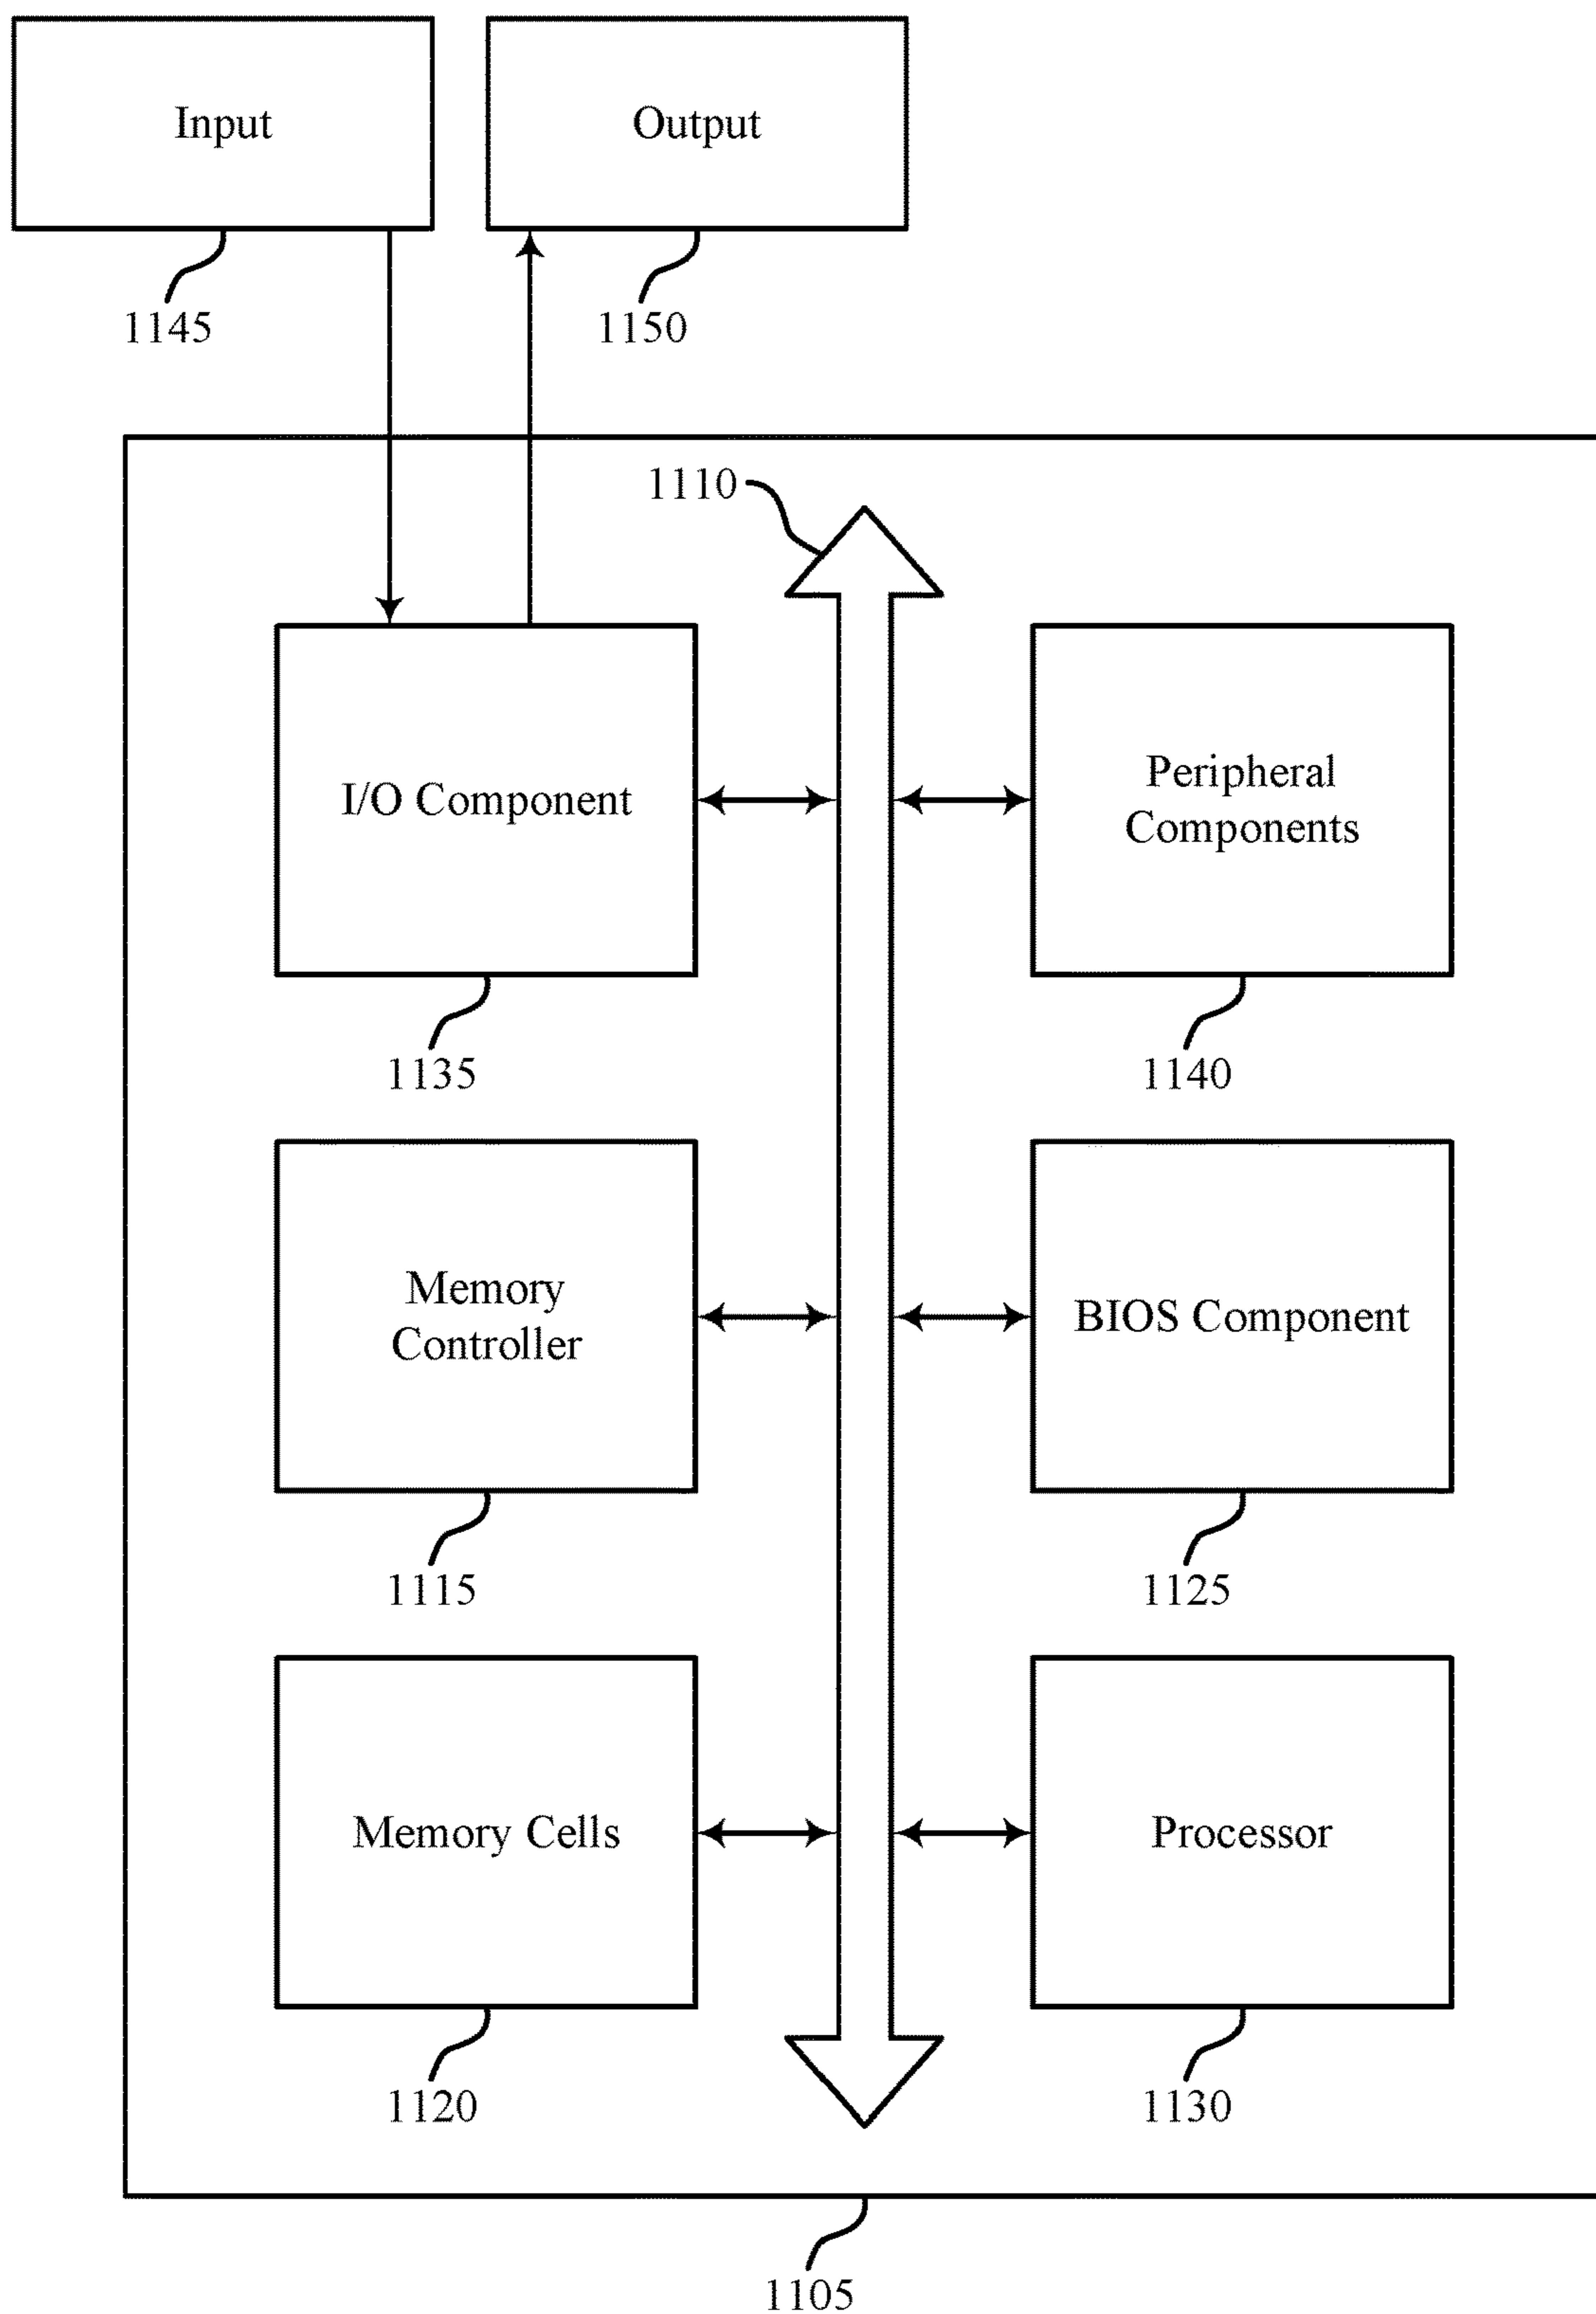 Input
Output
1145
1150
1110
I/O Component
Peripheral
Components
1135
1140
Memory
Controller
BIOS Component
1115
1125
Memory Cells
Processor
1120
1130
1105